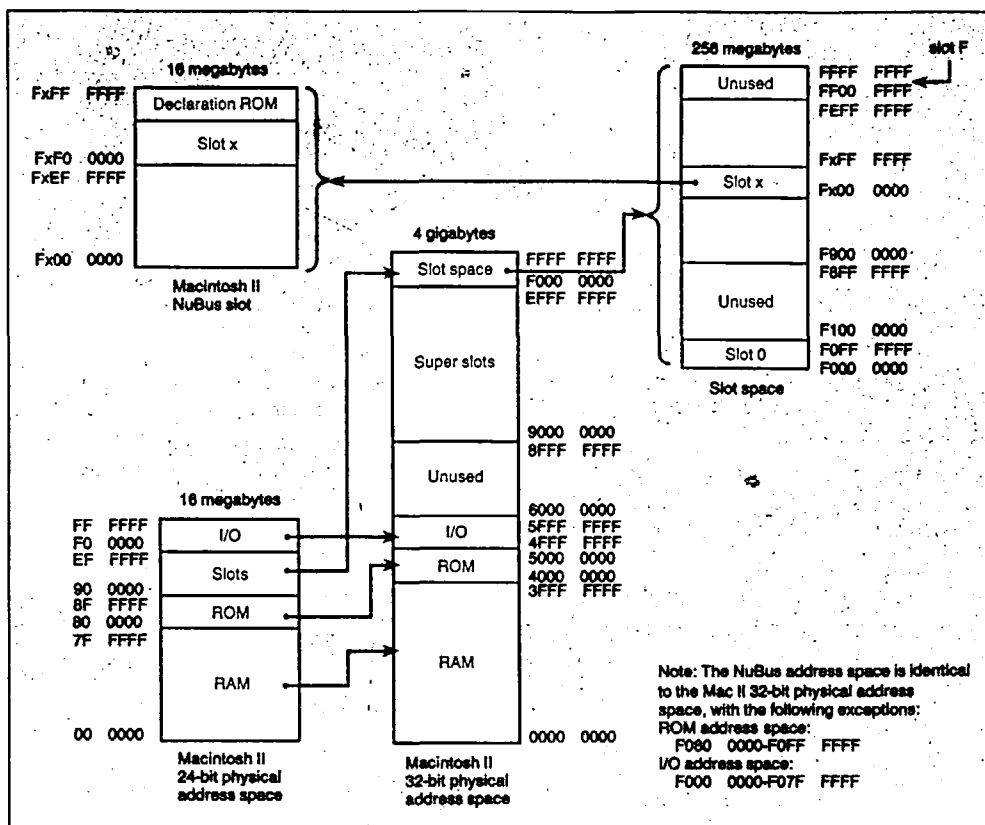 16 megabytes
FxFF FFFF
Declaration ROM
Slot x
FxF0 0000
FxEF FFFF
Fx00 0000
Macintosh II
NuBus slot
256 megabytes
slot F
Unused
FFFF FFFF
FF00 FFFF
FEFF FFFF
FxFF FFFF
Slot x
Fx00 0000
F900 0000
F8FF FFFF
Unused
F100 0000
Slot 0
F0FF FFFF
F000 0000
Slot space
4 gigabytes
Slot space
FFFF FFFF
F000 0000
EFFF FFFF
Super slots
9000 0000
8FFF FFFF
Unused
6000 0000
I/O
5FFF FFFF
4FFF FFFF
5000 0000
ROM
4000 0000
3FFF FFFF
RAM
0000 0000
Macintosh II
32-bit physical
address space
16 megabytes
FF FFFF
I/O
F0 0000
EF FFFF
Slots
90 0000
8F FFFF
ROM
80 0000
7F FFFF
RAM
00 0000
Macintosh II
24-bit physical
address space
Note: The NuBus address space is identical
to the Mac II 32-bit physical address
space, with the following exceptions:
ROM address space:
F080 0000-F0FF FFFF
I/O address space:
F000 0000-F07F FFFF